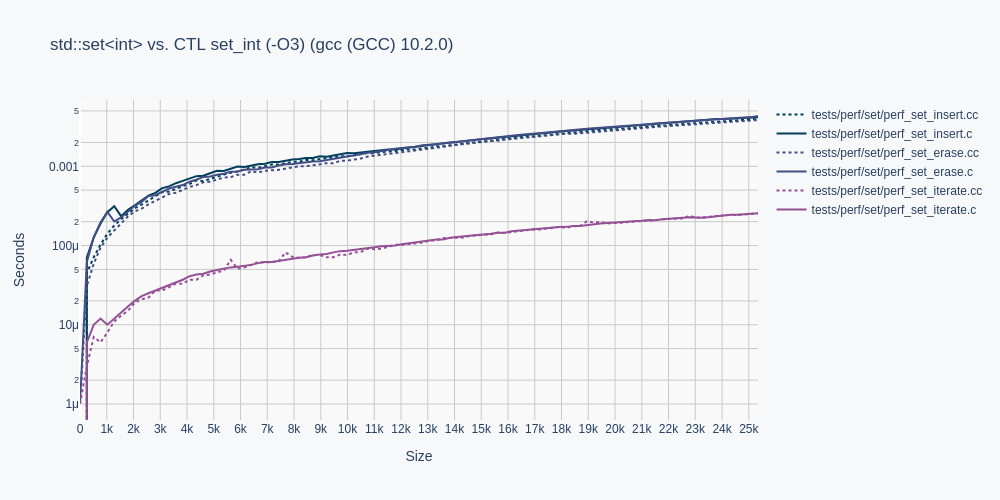 std::set<int> vs. CTL set_int (-O3) (gcc (GCC) 10.2.0)
5
2
0.001
5
2
100μ
5
2
10μ
5
2
1μ
Seconds
0 1k 2k 3k 4k 5k 6k 7k 8k 9k 10k 11k 12k 13k 14k 15k 16k 17k 18k 19k 20k 21k 22k 23k 24k 25k
Size
tests/perf/set/perf_set_insert.cc
tests/perf/set/perf_set_insert.c
tests/perf/set/perf_set_erase.cc
tests/perf/set/perf_set_erase.c
tests/perf/set/perf_set_iterate.cc
tests/perf/set/perf_set_iterate.c